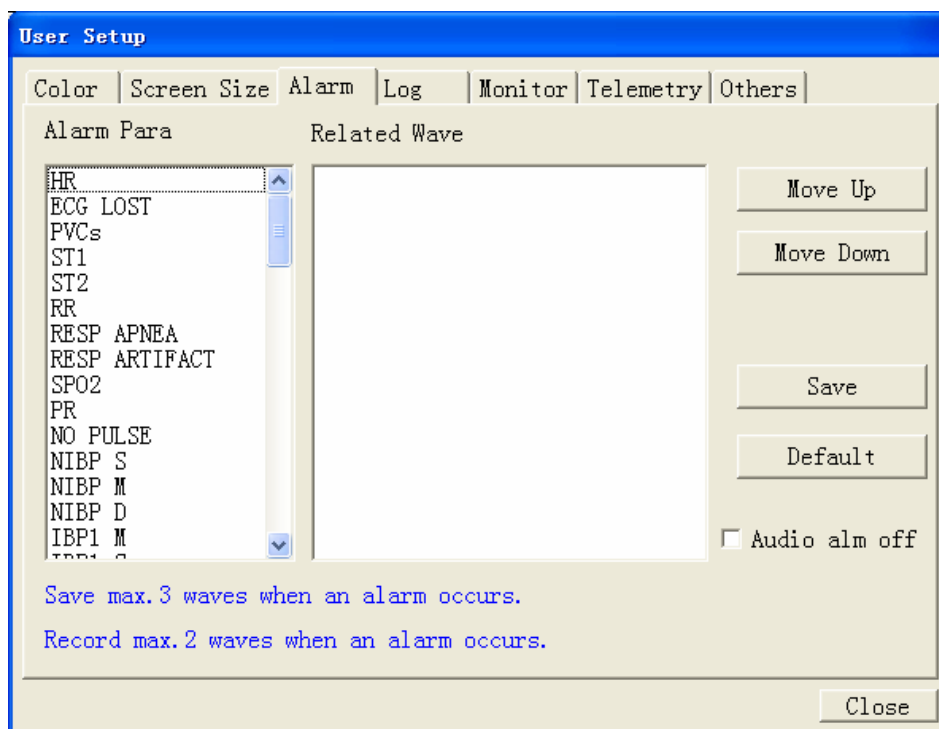 User Setup
Color
Screen Size
Alarm
Log
Monitor
Telemetry
Others
Alarm Para
Related Wave
HR
ECG LOST
PVCs
ST1
ST2
RR
RESP APNEA
RESP ARTIFACT
SPO2
PR
NO PULSE
NIBP S
NIBP M
NIBP D
IBP1 M
Move Up
Move Down
Save
Default
Audio alm off
Save max.3 waves when an alarm occurs.
Record max.2 waves when an alarm occurs.
Close